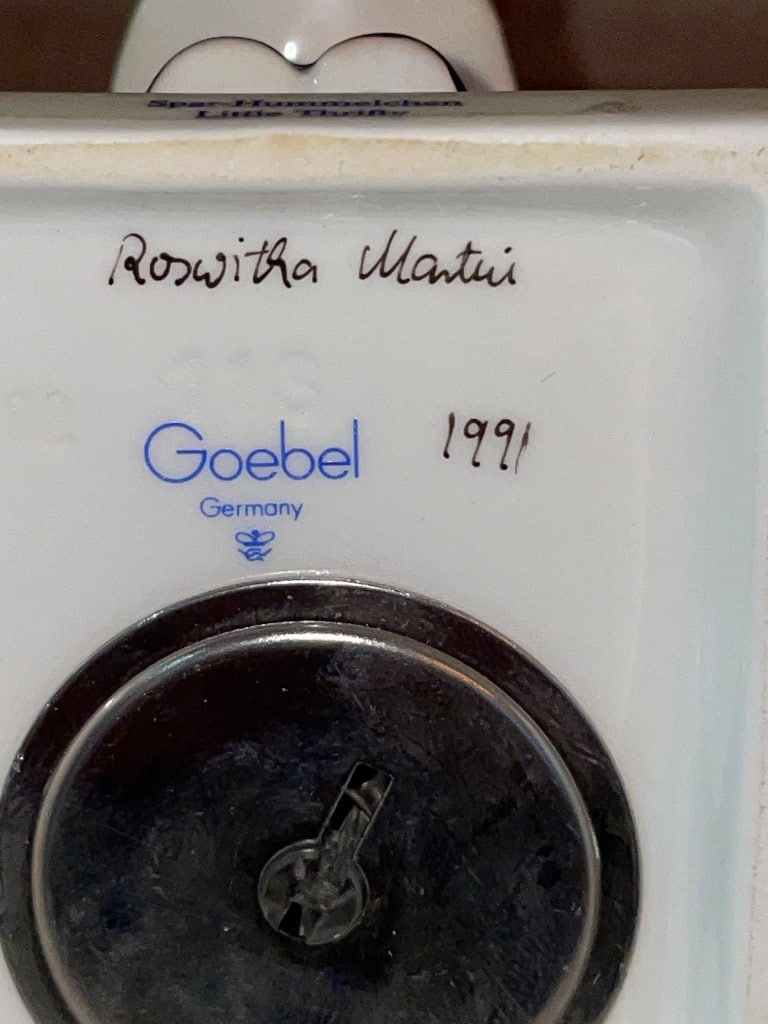 Spar-Hummelchen
Little Thrifty
Roswitha Martin
Goebel
1991
Germany